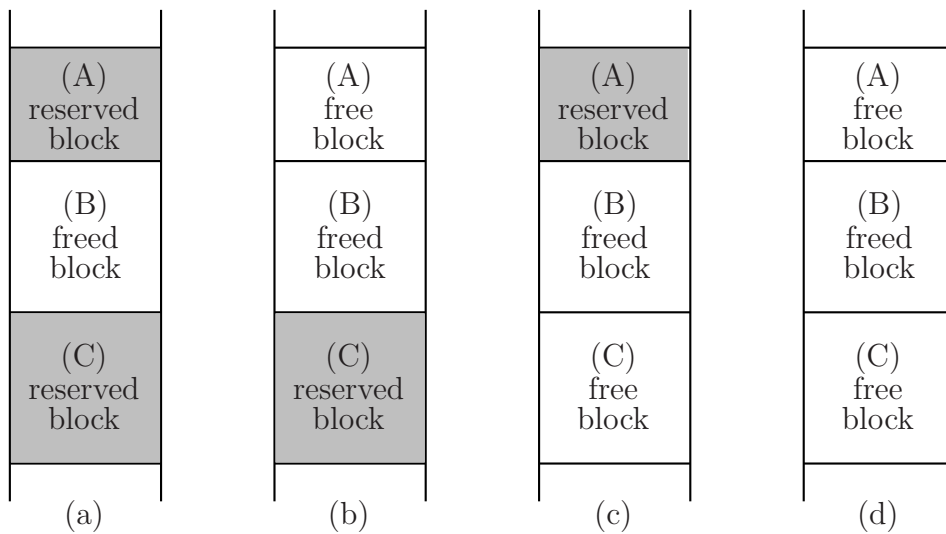 (A)
reserved
block
(B)
freed
block
(C)
reserved
block
(a)
(A)
free
block
(B)
freed
block
(C)
reserved
block
(b)
(A)
reserved
block
(B)
freed
block
(C)
free
block
(c)
(A)
free
block
(B)
freed
block
(C)
free
block
(d)